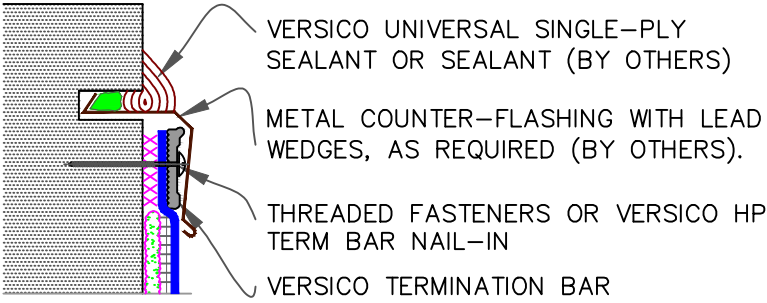 VERSICO UNIVERSAL SINGLE-PLY
SEALANT OR SEALANT (BY OTHERS)
METAL COUNTER-FLASHING WITH LEAD
WEDGES, AS REQUIRED (BY OTHERS).
THREADED FASTENERS OR VERSICO HP
TERM BAR NAIL-IN
VERSICO TERMINATION BAR